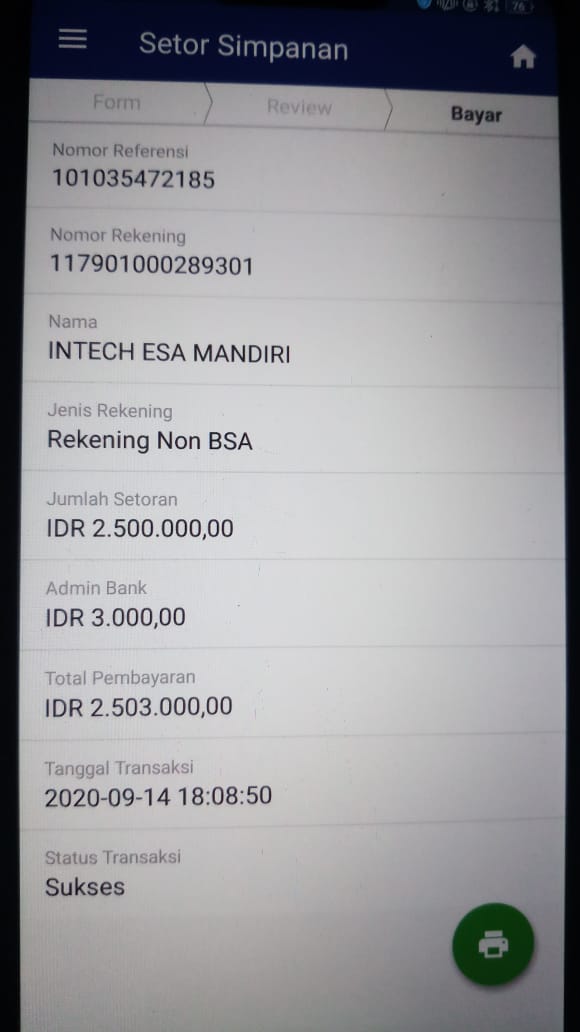 76
Setor Simpanan
Form
Review
Bayar
Nomor Referensi
101035472185
Nomor Rekening
117901000289301
Nama
INTECH ESA MANDIRI
Jenis Rekening
Rekening Non BSA
Jumlah Setoran
IDR 2.500.000,00
Admin Bank
IDR 3.000,00
Total Pembayaran
IDR 2.503.000,00
Tanggal Transaksi
2020-09-14 18:08:50
Status Transaksi
Sukses